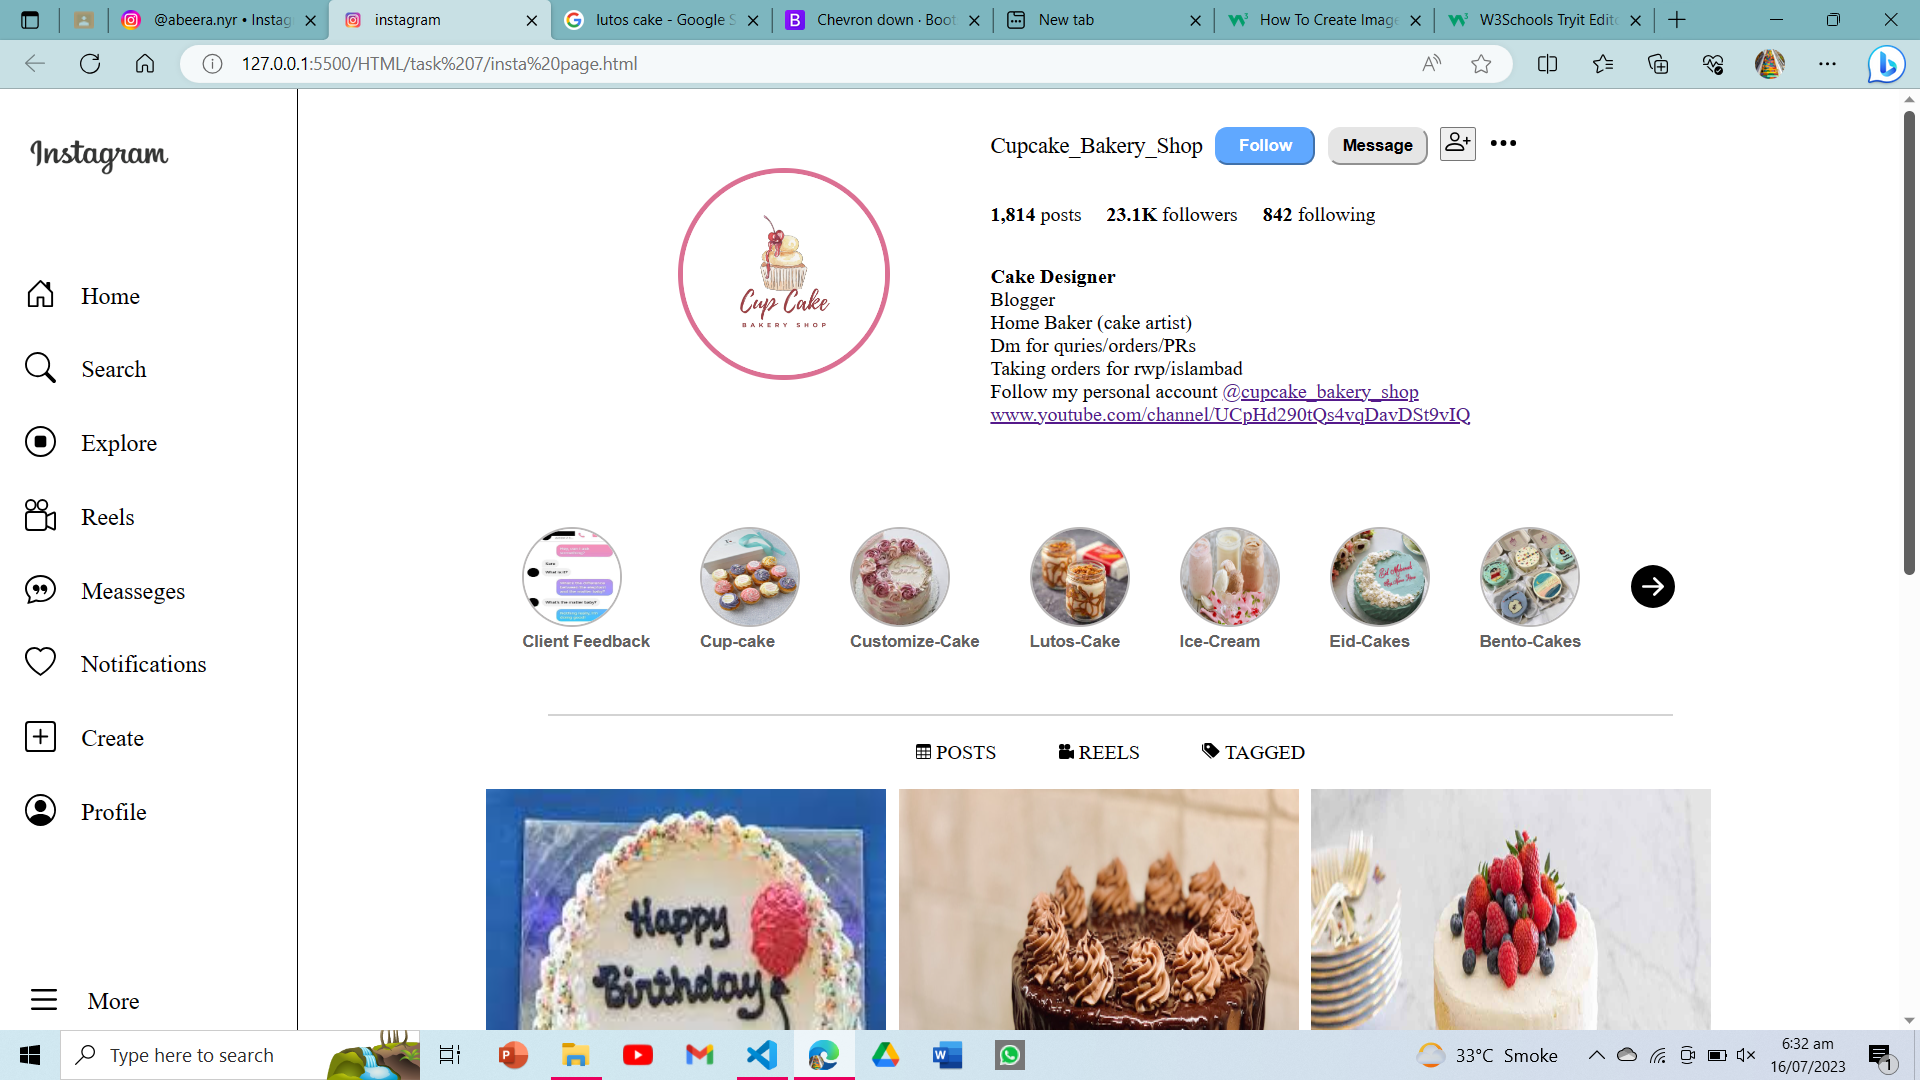 @abeera.nyr • Instag
instagram
lutos cake - Google S
Chevron down · Boot
New tab
How To Create Image
W3Schools Tryit Edito
127.0.0.1:5500/HTML/task%207/insta%20page.html
Instagram
Home
Search
Explore
Reels
Measseges
Notifications
Create
Profile
More
Cup Cake
BAKERY SHOP
Cupcake_Bakery_Shop Follow Message
1,814 posts 23.1K followers 842 following
Cake Designer
Blogger
Home Baker (cake artist)
Dm for quries/orders/PRs
Taking orders for rwp/islambad
Follow my personal account @cupcake_bakery_shop
www.youtube.com/channel/UCpHd290tQs4vqDavDSt9vIQ
Client Feedback Cup-cake Customize-Cake Lutos-Cake Ice-Cream Eid-Cakes Bento-Cakes
POSTS REELS TAGGED
Happy
Birthday
Type here to search
33°C Smoke
6:32 am
16/07/2023
1